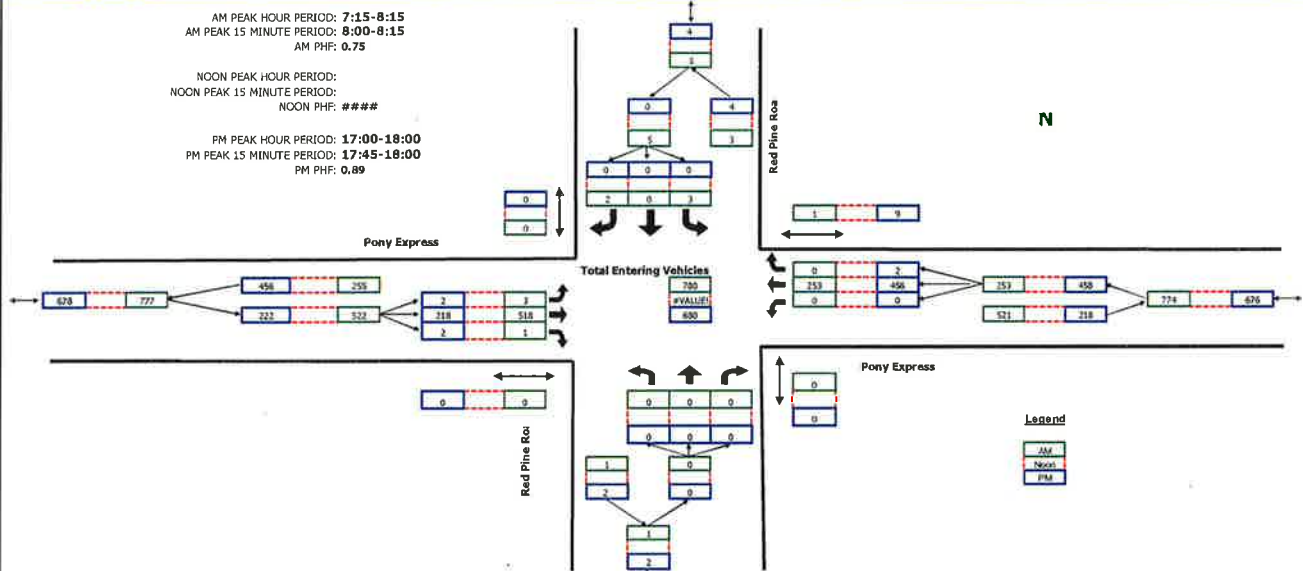 AM PEAK HOUR PERIOD: 7:15-8:15
AM PEAK 15 MINUTE PERIOD: 8:00-8:15
AM PHF: 0.75
NOON PEAK HOUR PERIOD:
NOON PEAK 15 MINUTE PERIOD:
NOON PHF: ####
PM PEAK HOUR PERIOD: 17:00-18:00
PM PEAK 15 MINUTE PERIOD: 17:45-18:00
PM PHF: 0.89
4
0 4
5 3
0 0 0
2 0 3
Red Pine Roa
N
0
0
1 9
Pony Express
Total Entering Vehicles
780
#VALUE!
680
678 777
456 255
222 522
2 3
218 518
2 1
0 2
253 456
0 0
253 458
521 218
774 676
Pony Express
0 0
Red Pine Roa
0 0 0
0 0 0
1 0
2 0
1
2
0
0
Legend
AM
Noon
PM